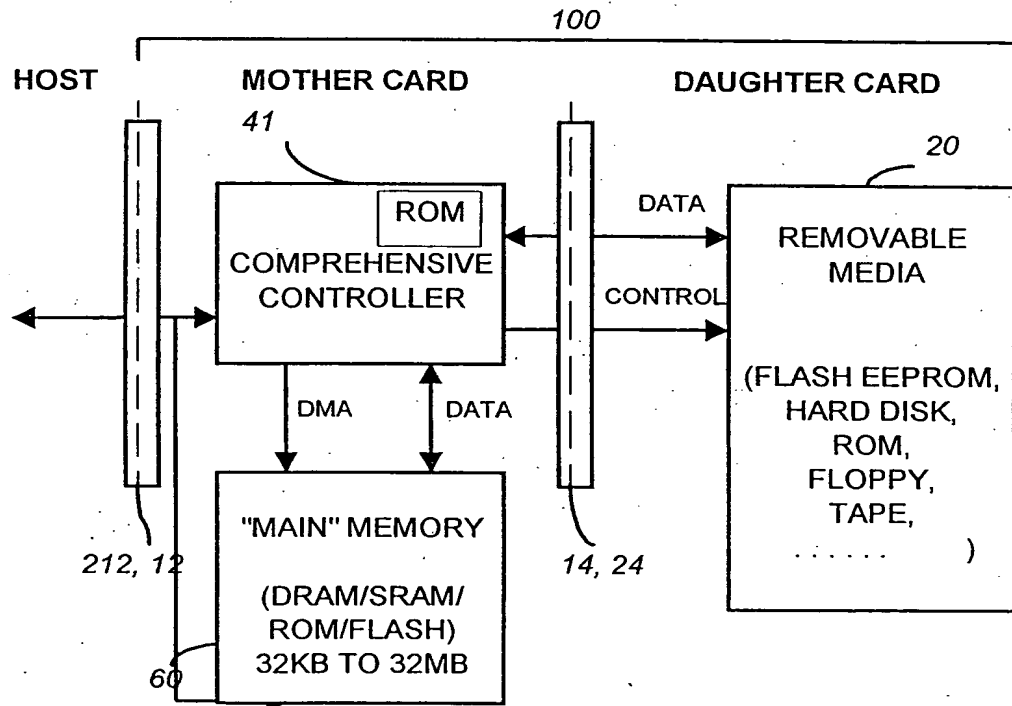 100
HOST
MOTHER CARD
DAUGHTER CARD
41
20
ROM
COMPREHENSIVE
CONTROLLER
DATA
CONTROL
REMOVABLE
MEDIA
(FLASH EEPROM,
HARD DISK,
ROM,
FLOPPY,
TAPE,
. . . . . . )
DMA
DATA
"MAIN" MEMORY
(DRAM/SRAM/
ROM/FLASH)
32KB TO 32MB
212, 12
14, 24
60